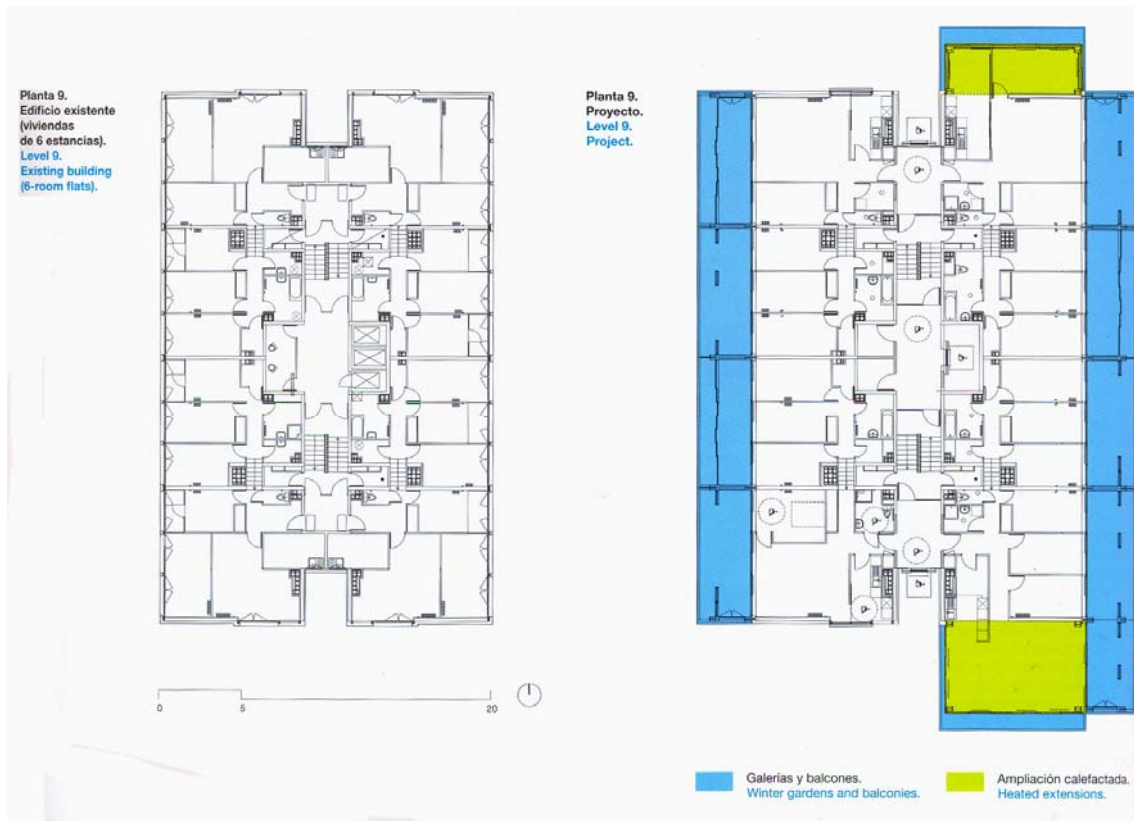 Planta 9.
Edificio existente
(viviendas
de 6 estancias).
Level 9.
Existing building
(6-room flats).
Planta 9.
Proyecto.
Level 9.
Project.
0 5 20
Galerías y balcones.
Winter gardens and balconies.
Ampliación calefactada.
Heated extensions.